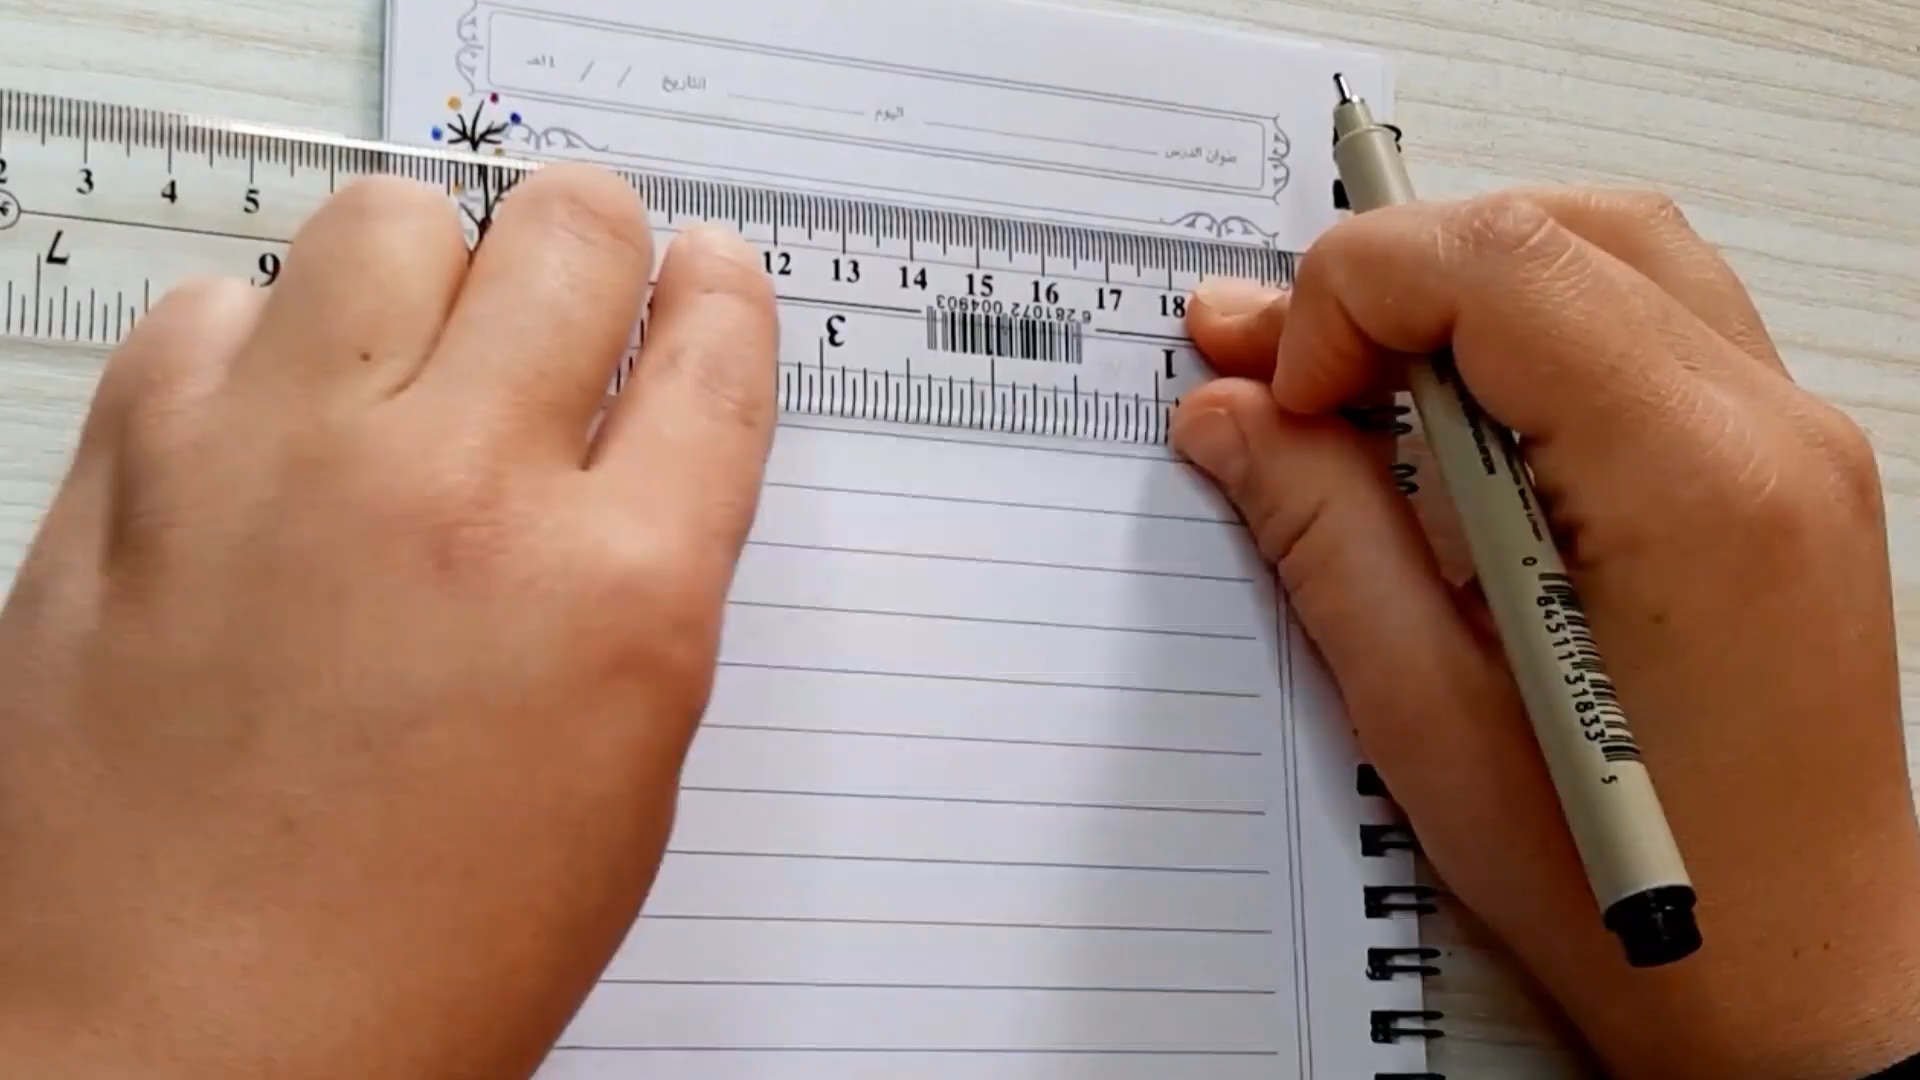 ١٤هـ / / التاريخ اليوم عنوان الدرس
2 3 4 5 12 13 14 15 16 17 18
6 281072 004903
7 6 3 1
0 84511 31833 5